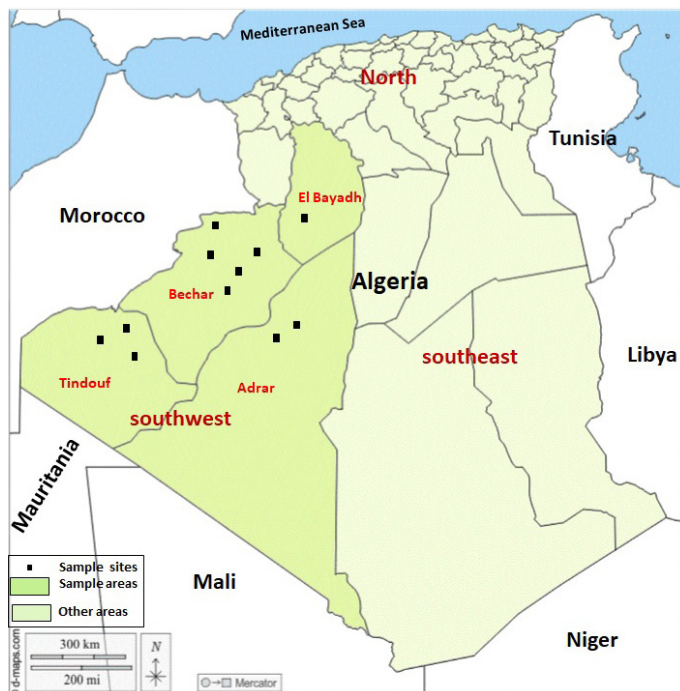 Mediterranean Sea
North
Tunisia
El Bayadh
Morocco
Algeria
Bechar
southeast
Libya
Tindouf
Adrar
southwest
Mauritania
Sample sites
Sample areas
Other areas
Mali
Niger
© d-maps.com
300 km
200 mi
N
Mercator